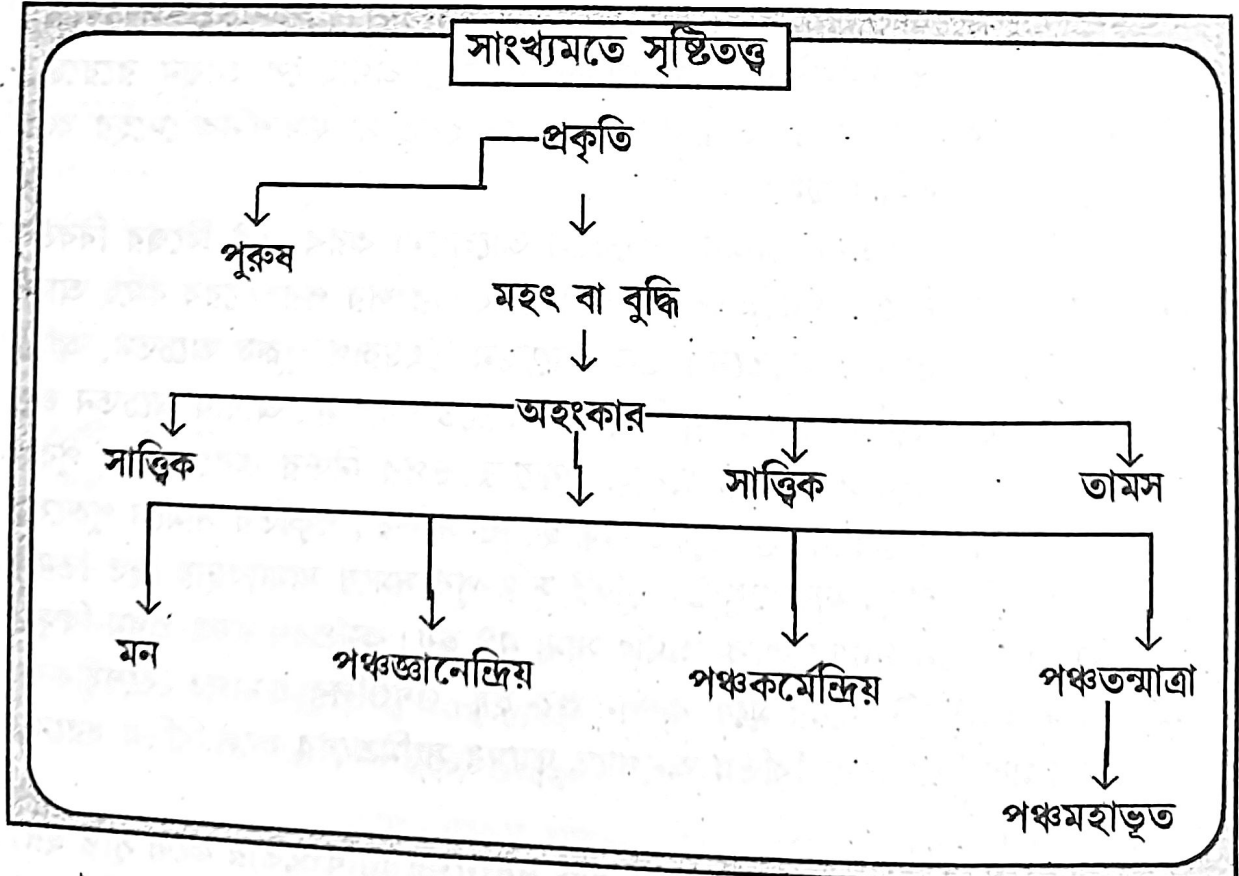 সাংখ্যমতে সৃষ্টিতত্ত্ব
প্রকৃতি
পুরুষ
মহৎ বা বুদ্ধি
অহংকার
সাত্ত্বিক
সাত্ত্বিক
তামস
মন
পঞ্চজ্ঞানেন্দ্রিয়
পঞ্চকর্মেন্দ্রিয়
পঞ্চতন্মাত্রা
পঞ্চমহাভূত